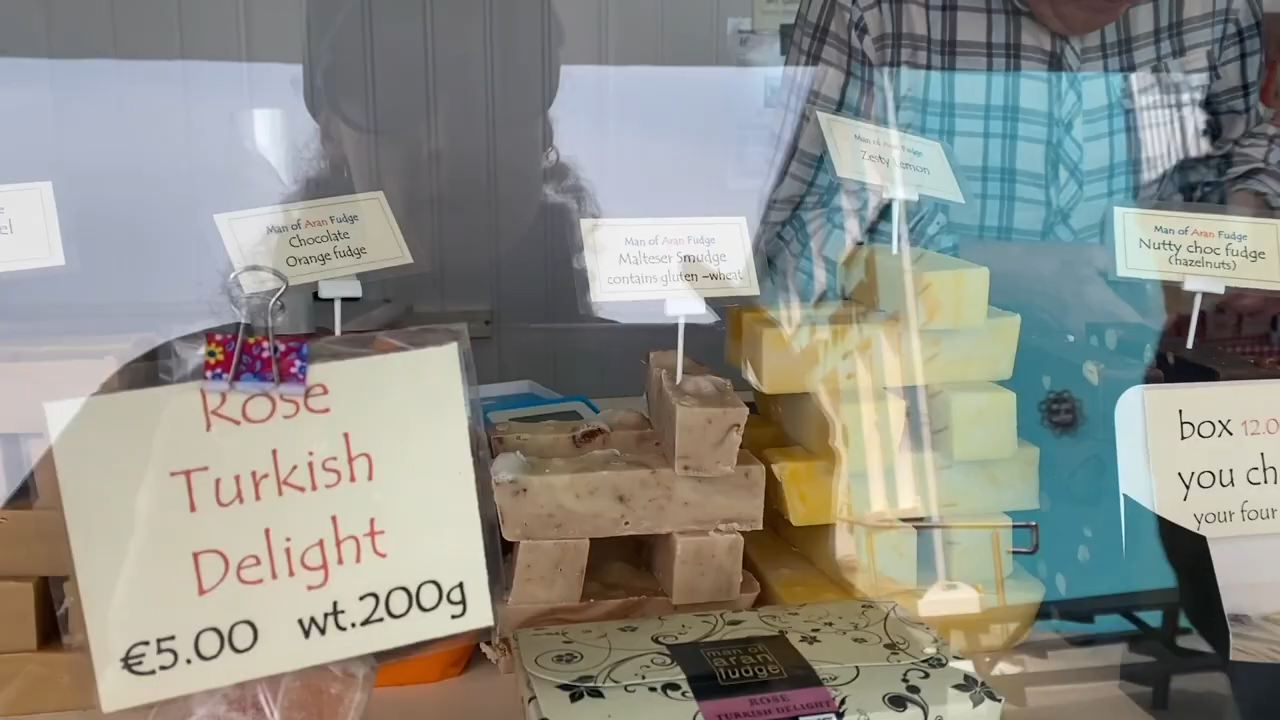 el
Man of Aran Fudge
Chocolate
Orange fudge
Man of Aran Fudge
Malteser Smudge
contains gluten -wheat
Man of Aran Fudge
Zesty Lemon
Man of Aran Fudge
Nutty choc fudge
(hazelnuts)
Rose
Turkish
Delight
€5.00 wt.200g
box 12.0
you ch
your four
man of
aran
fudge
ROSE
TURKISH DELIGHT